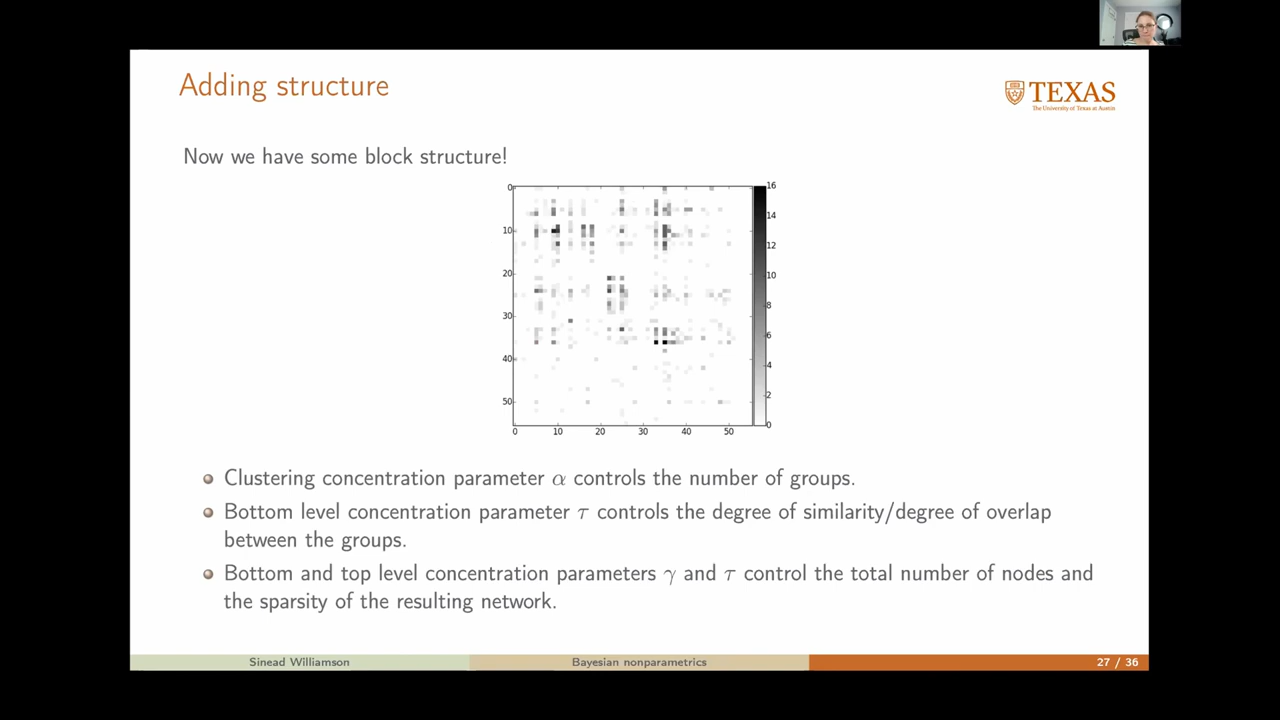 Adding structure
TEXAS
The University of Texas at Austin
Now we have some block structure!
0
10
20
30
40
50
0
10
20
30
40
50
16
14
12
10
8
6
4
2
0
Clustering concentration parameter α controls the number of groups.
Bottom level concentration parameter τ controls the degree of similarity/degree of overlap
between the groups.
Bottom and top level concentration parameters γ and τ control the total number of nodes and
the sparsity of the resulting network.
Sinead Williamson
Bayesian nonparametrics
27 / 36